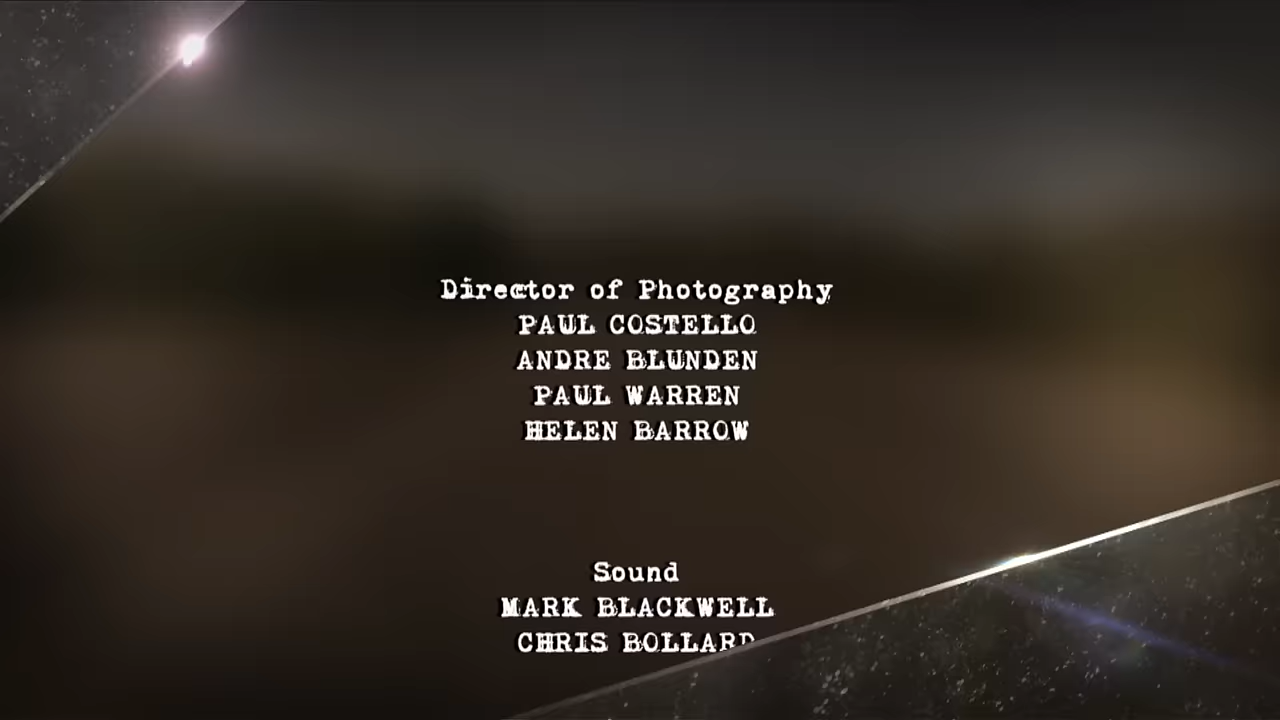 Director of Photography
PAUL COSTELLO
ANDRE BLUNDEN
PAUL WARREN
HELEN BARROW
Sound
MARK BLACKWELL
CHRIS BOLLARD